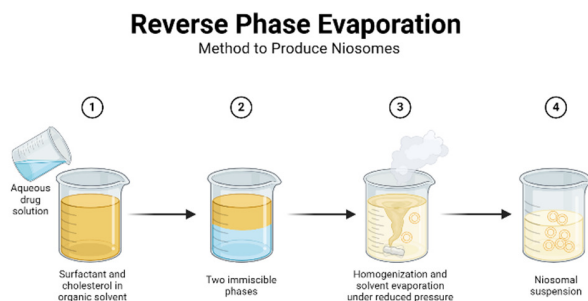 Reverse Phase Evaporation
Method to Produce Niosomes
1
2
3
4
Aqueous
drug
solution
Surfactant and
cholesterol in
organic solvent
Two immiscible
phases
Homogenization and
solvent evaporation
under reduced pressure
Niosomal
suspension